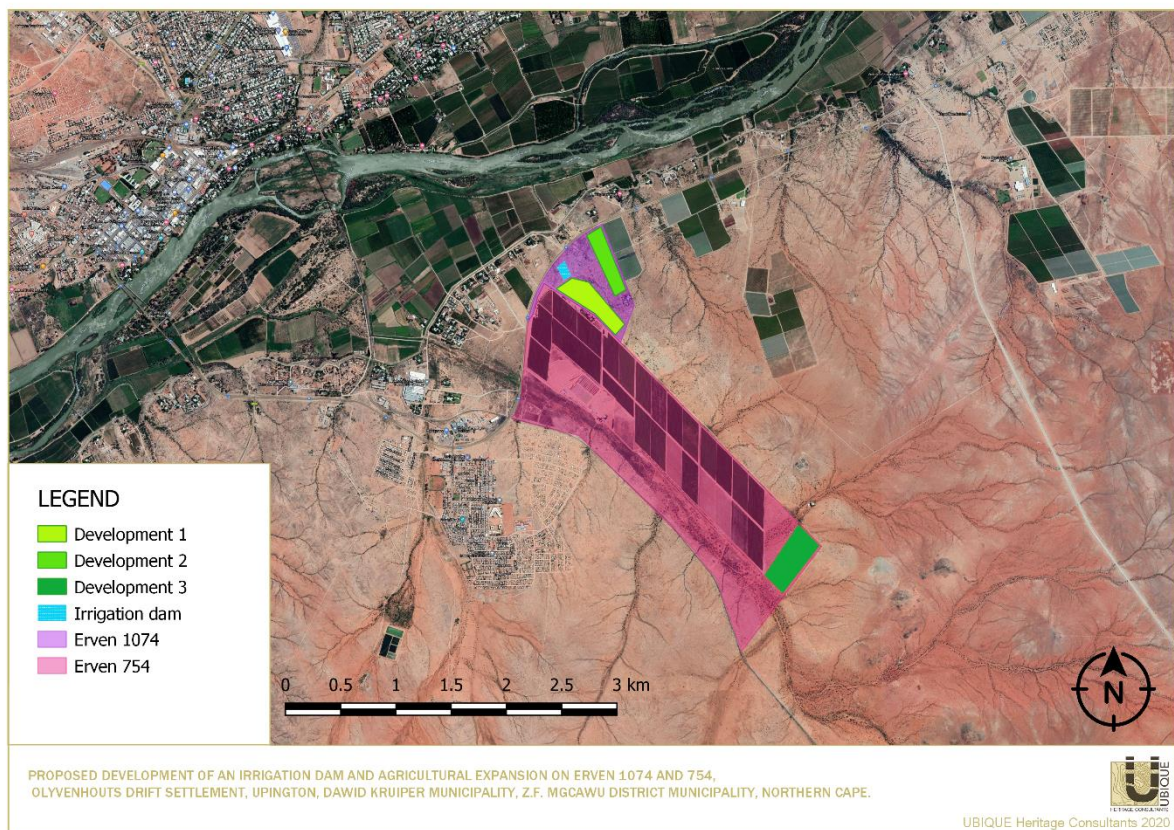 LEGEND
Development 1
Development 2
Development 3
Irrigation dam
Erven 1074
Erven 754
0 0.5 1 1.5 2 2.5 3 km
N
PROPOSED DEVELOPMENT OF AN IRRIGATION DAM AND AGRICULTURAL EXPANSION ON ERVEN 1074 AND 754,
OLYVENHOUTS DRIFT SETTLEMENT, UPINGTON, DAWID KRUIPER MUNICIPALITY, Z.F. MGCAWU DISTRICT MUNICIPALITY, NORTHERN CAPE.
UBIQUE
HERITAGE CONSULTANTS
UBIQUE Heritage Consultants 2020